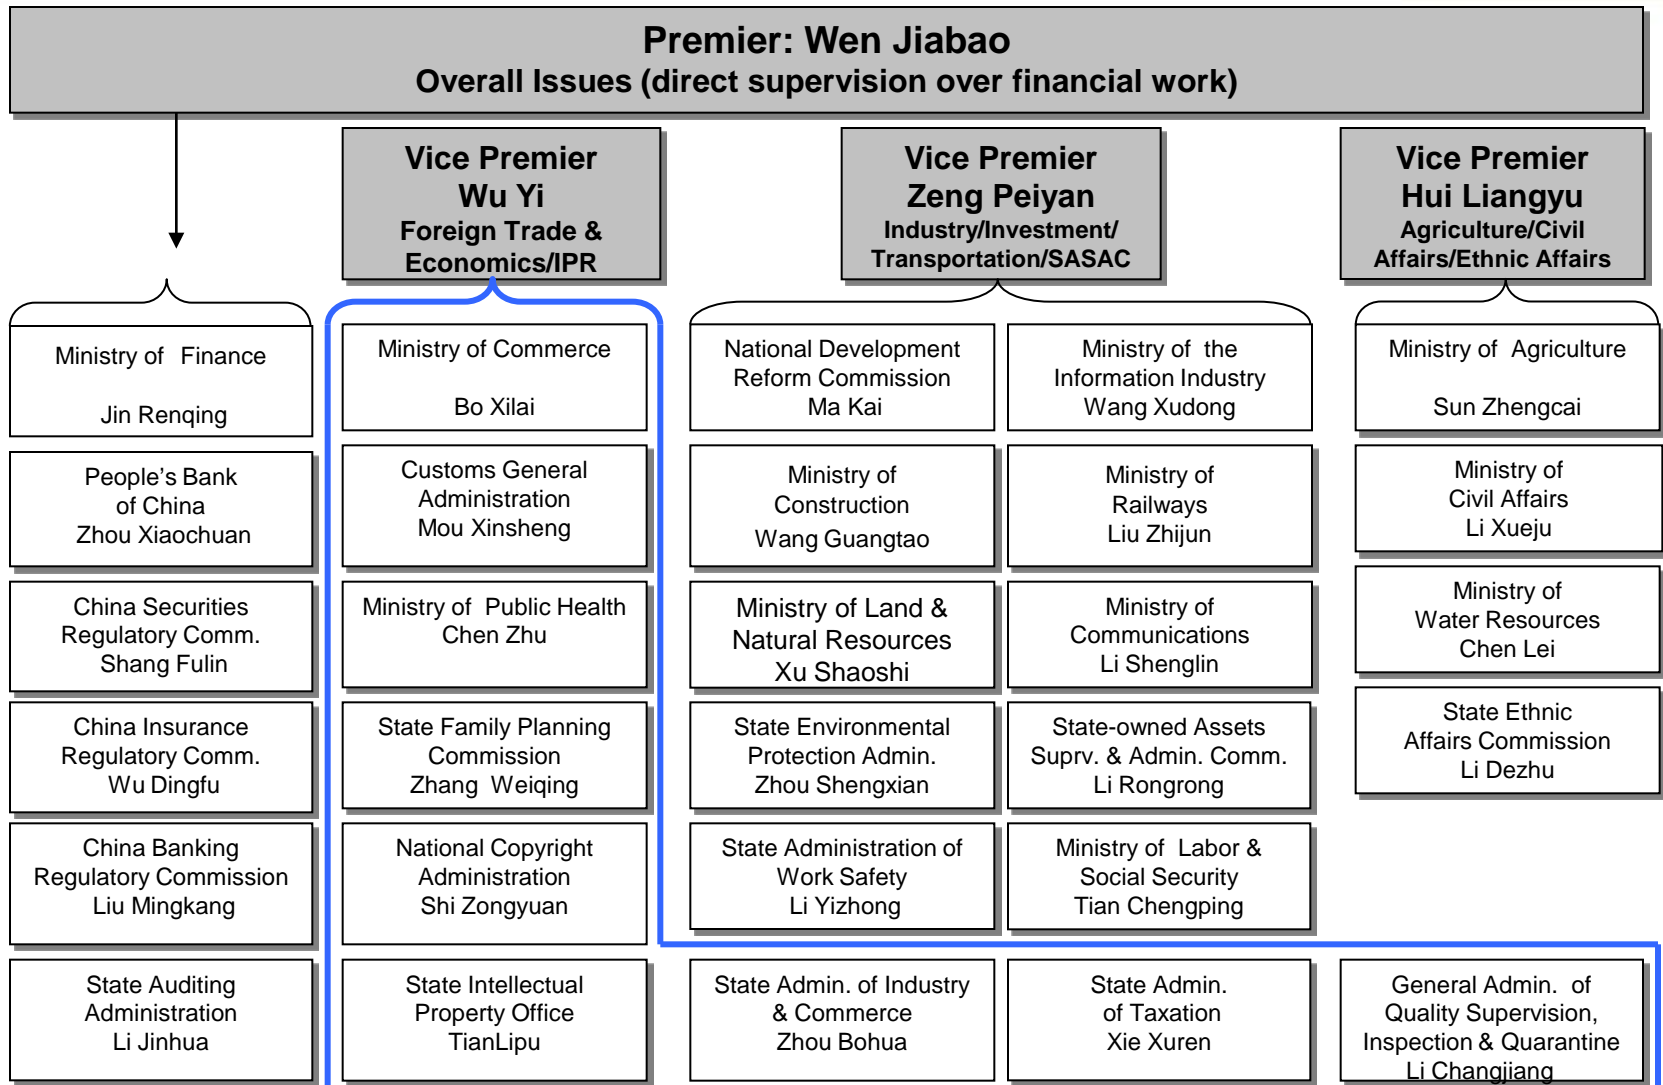 Premier: Wen Jiabao
Overall Issues (direct supervision over financial work)
Vice Premier
Wu Yi
Foreign Trade &
Economics/IPR
Vice Premier
Zeng Peiyan
Industry/Investment/
Transportation/SASAC
Vice Premier
Hui Liangyu
Agriculture/Civil
Affairs/Ethnic Affairs
Ministry of Finance
Jin Renqing
People's Bank
of China
Zhou Xiaochuan
China Securities
Regulatory Comm.
Shang Fulin
China Insurance
Regulatory Comm.
Wu Dingfu
China Banking
Regulatory Commission
Liu Mingkang
State Auditing
Administration
Li Jinhua
Ministry of Commerce
Bo Xilai
Customs General
Administration
Mou Xinsheng
Ministry of Public Health
Chen Zhu
State Family Planning
Commission
Zhang Weiqing
National Copyright
Administration
Shi Zongyuan
State Intellectual
Property Office
TianLipu
National Development
Reform Commission
Ma Kai
Ministry of
Construction
Wang Guangtao
Ministry of Land &
Natural Resources
Xu Shaoshi
State Environmental
Protection Admin.
Zhou Shengxian
State Administration of
Work Safety
Li Yizhong
State Admin. of Industry
& Commerce
Zhou Bohua
Ministry of the
Information Industry
Wang Xudong
Ministry of
Railways
Liu Zhijun
Ministry of
Communications
Li Shenglin
State-owned Assets
Suprv. & Admin. Comm.
Li Rongrong
Ministry of Labor &
Social Security
Tian Chengping
State Admin.
of Taxation
Xie Xuren
Ministry of Agriculture
Sun Zhengcai
Ministry of
Civil Affairs
Li Xueju
Ministry of
Water Resources
Chen Lei
State Ethnic
Affairs Commission
Li Dezhu
General Admin. of
Quality Supervision,
Inspection & Quarantine
Li Changjiang